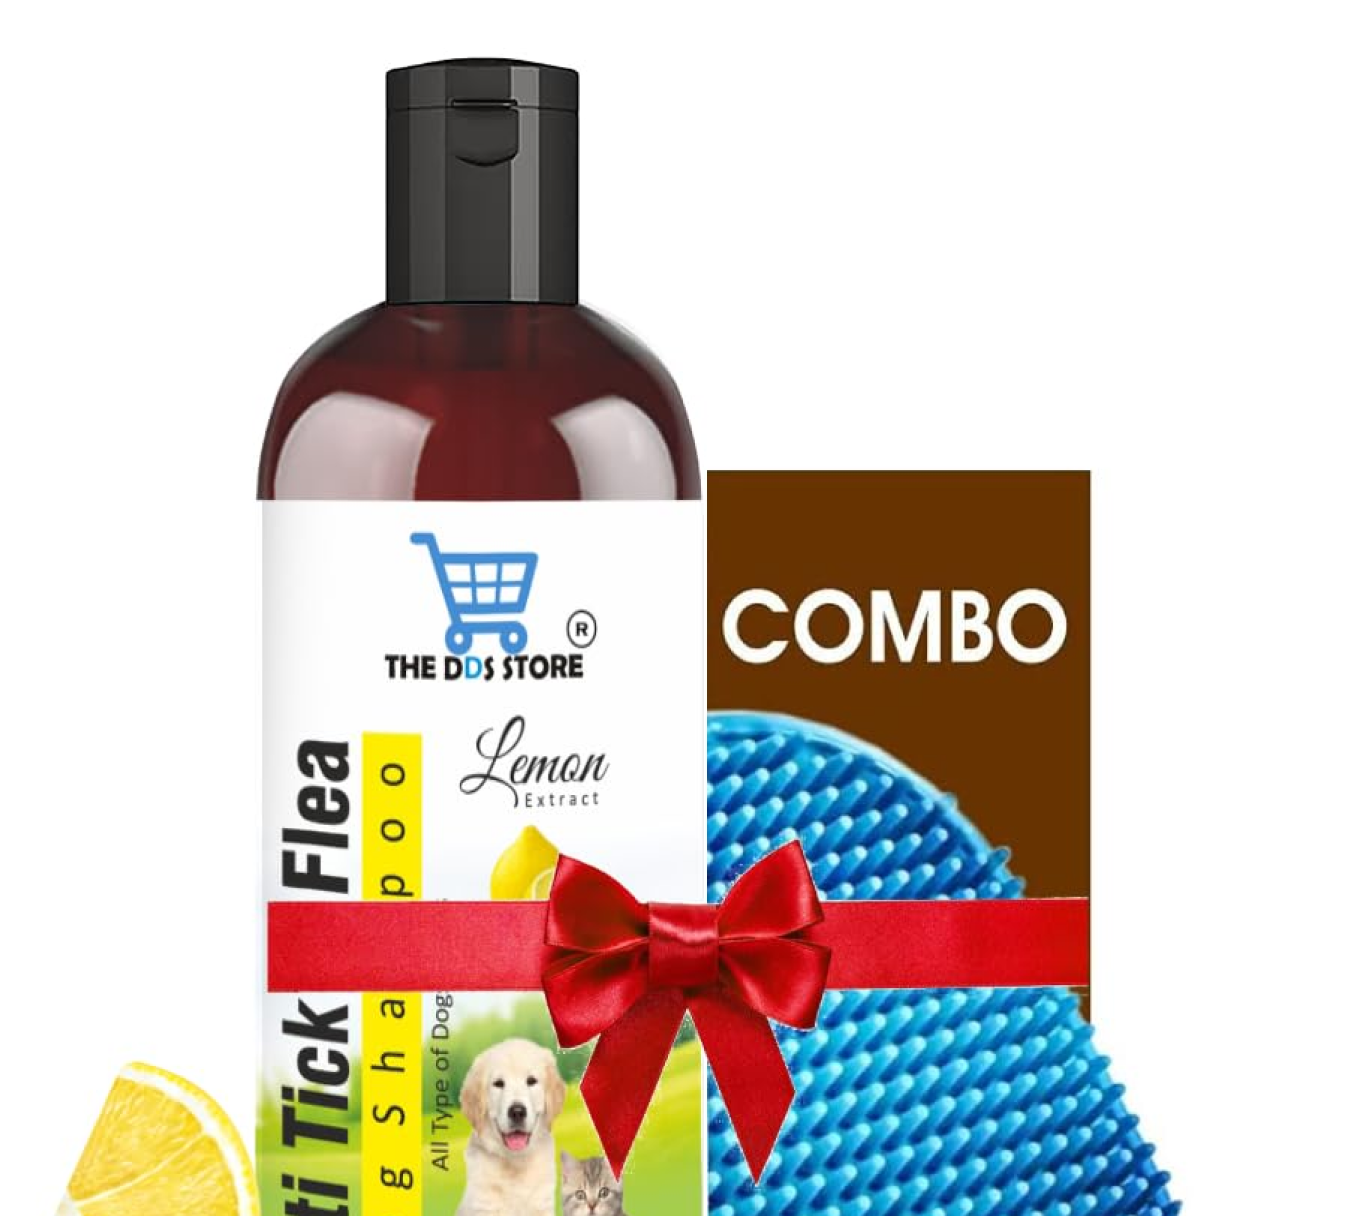 ®
THE DDS STORE
Lemon
Extract
ti Tick Flea
g Sha poo
All Type of Dog
COMBO